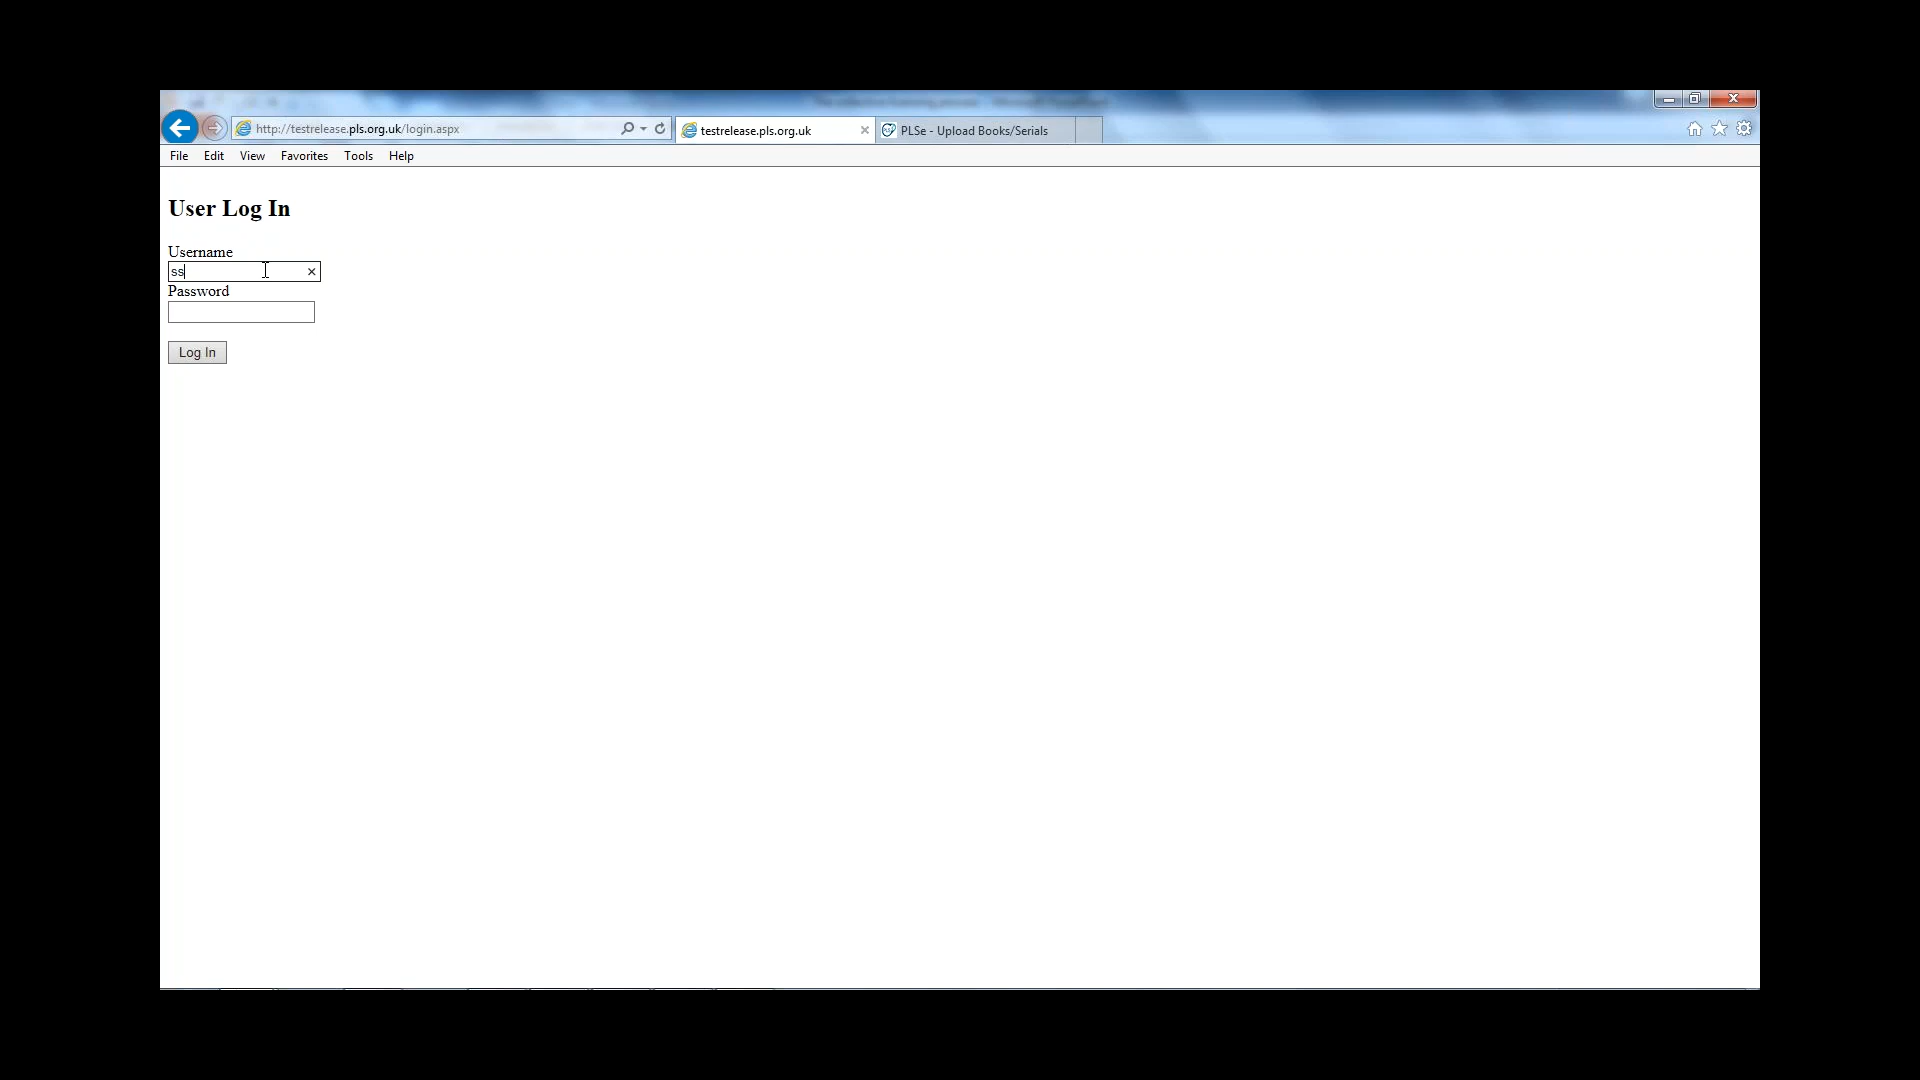 http://testrelease.pls.org.uk/login.aspx
testrelease.pls.org.uk
PLSe - Upload Books/Serials
File Edit View Favorites Tools Help
User Log In
Username
ss
Password
Log In